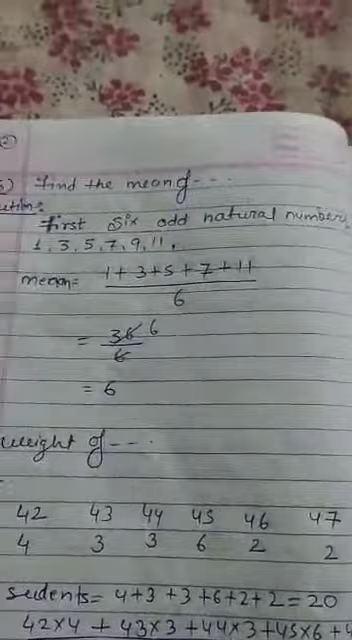 2)
5) Find the mean of ---
ution:
First Six odd natural numbers
1, 3, 5, 7, 9, 11,
mean = 1 + 3 + 5 + 7 + 11
6
= 36 6
6
= 6
weight of ---
42 43 44 45 46 47
4 3 3 6 2 2
students = 4+3+3+6+2+2 = 20
42×4 + 43×3 + 44×3 + 45×6 + 4